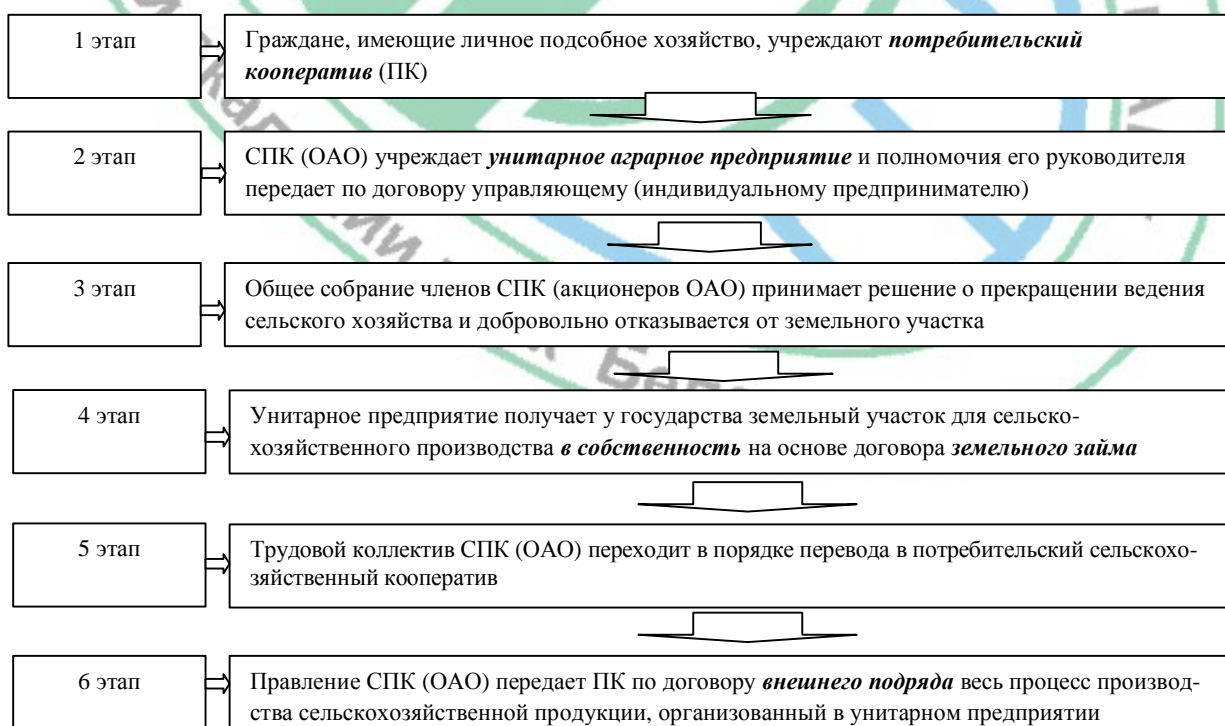 1 этап
Граждане, имеющие личное подсобное хозяйство, учреждают потребительский
кооператив (ПК)
2 этап
СПК (ОАО) учреждает унитарное аграрное предприятие и полномочия его руководителя
передает по договору управляющему (индивидуальному предпринимателю)
3 этап
Общее собрание членов СПК (акционеров ОАО) принимает решение о прекращении ведения
сельского хозяйства и добровольно отказывается от земельного участка
4 этап
Унитарное предприятие получает у государства земельный участок для сельско-
хозяйственного производства в собственность на основе договора земельного займа
5 этап
Трудовой коллектив СПК (ОАО) переходит в порядке перевода в потребительский сельскохо-
зяйственный кооператив
6 этап
Правление СПК (ОАО) передает ПК по договору внешнего подряда весь процесс производ-
ства сельскохозяйственной продукции, организованный в унитарном предприятии